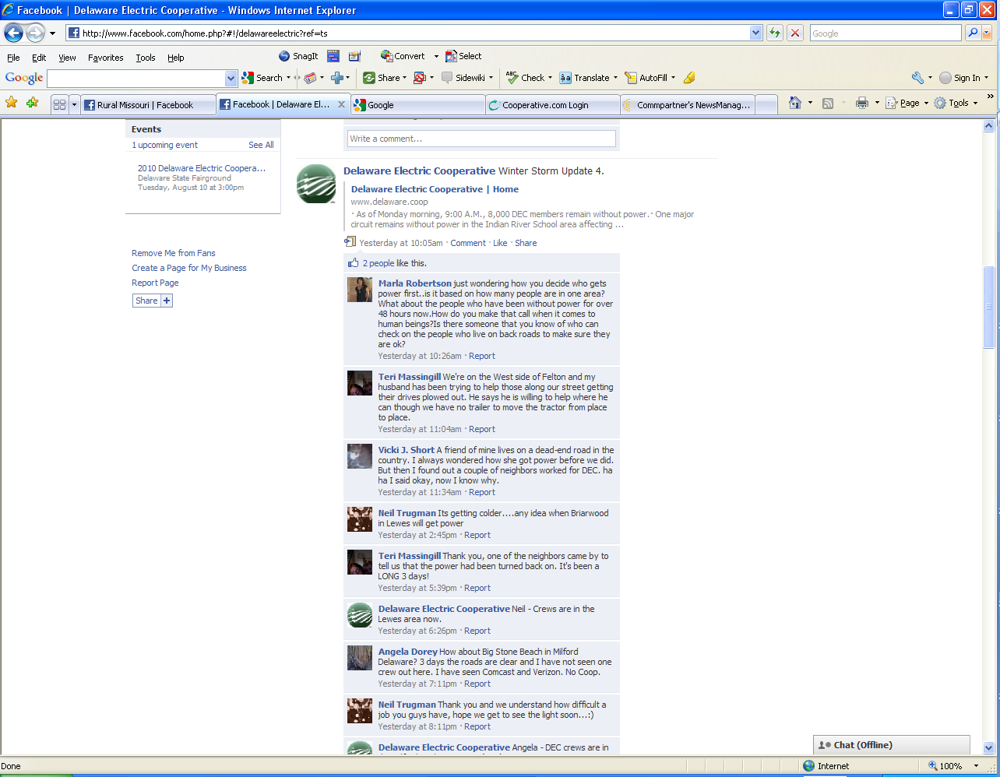 Facebook | Delaware Electric Cooperative - Windows Internet Explorer
http://www.facebook.com/home.php?#!/delawareelectric?ref=ts
Google
File Edit View Favorites Tools Help
SnagIt
Convert
Select
Google
Search
Share
Sidewiki
ABC
Check
Translate
AutoFill
Sign In
Rural Missouri | Facebook
Facebook | Delaware El...
Google
Cooperative.com Login
Commpartner's NewsManag...
Page
Tools
Events
1 upcoming event See All
2010 Delaware Electric Coopera...
Delaware State Fairground
Tuesday, August 10 at 3:00pm
Remove Me from Fans
Create a Page for My Business
Report Page
Share +
Write a comment...
Delaware Electric Cooperative Winter Storm Update 4.
Delaware Electric Cooperative | Home
www.delaware.coop
· As of Monday morning, 9:00 A.M., 8,000 DEC members remain without power. · One major
circuit remains without power in the Indian River School area affecting ...
Yesterday at 10:05am · Comment · Like · Share
2 people like this.
Marla Robertson just wondering how you decide who gets
power first..is it based on how many people are in one area?
What about the people who have been without power for over
48 hours now.How do you make that call when it comes to
human beings?Is there someone that you know of who can
check on the people who live on back roads to make sure they
are ok?
Yesterday at 10:26am · Report
Teri Massingill We're on the West side of Felton and my
husband has been trying to help those along our street getting
their drives plowed out. He says he is willing to help where he
can though we have no trailer to move the tractor from place
to place.
Yesterday at 11:04am · Report
Vicki J. Short A friend of mine lives on a dead-end road in the
country. I always wondered how she got power before we did.
But then I found out a couple of neighbors worked for DEC. ha
ha I said okay, now I know why.
Yesterday at 11:34am · Report
Neil Trugman Its getting colder....any idea when Briarwood
in Lewes will get power
Yesterday at 2:45pm · Report
Teri Massingill Thank you, one of the neighbors came by to
tell us that the power had been turned back on. It's been a
LONG 3 days!
Yesterday at 5:39pm · Report
Delaware Electric Cooperative Neil - Crews are in the
Lewes area now.
Yesterday at 6:26pm · Report
Angela Dorey How about Big Stone Beach in Milford
Delaware? 3 days the roads are clear and I have not seen one
crew out here. I have seen Comcast and Verizon. No Coop.
Yesterday at 7:11pm · Report
Neil Trugman Thank you and we understand how difficult a
job you guys have, hope we get to see the light soon...:)
Yesterday at 8:11pm · Report
Delaware Electric Cooperative Angela - DEC crews are in
Chat (Offline)
Done
Internet
100%